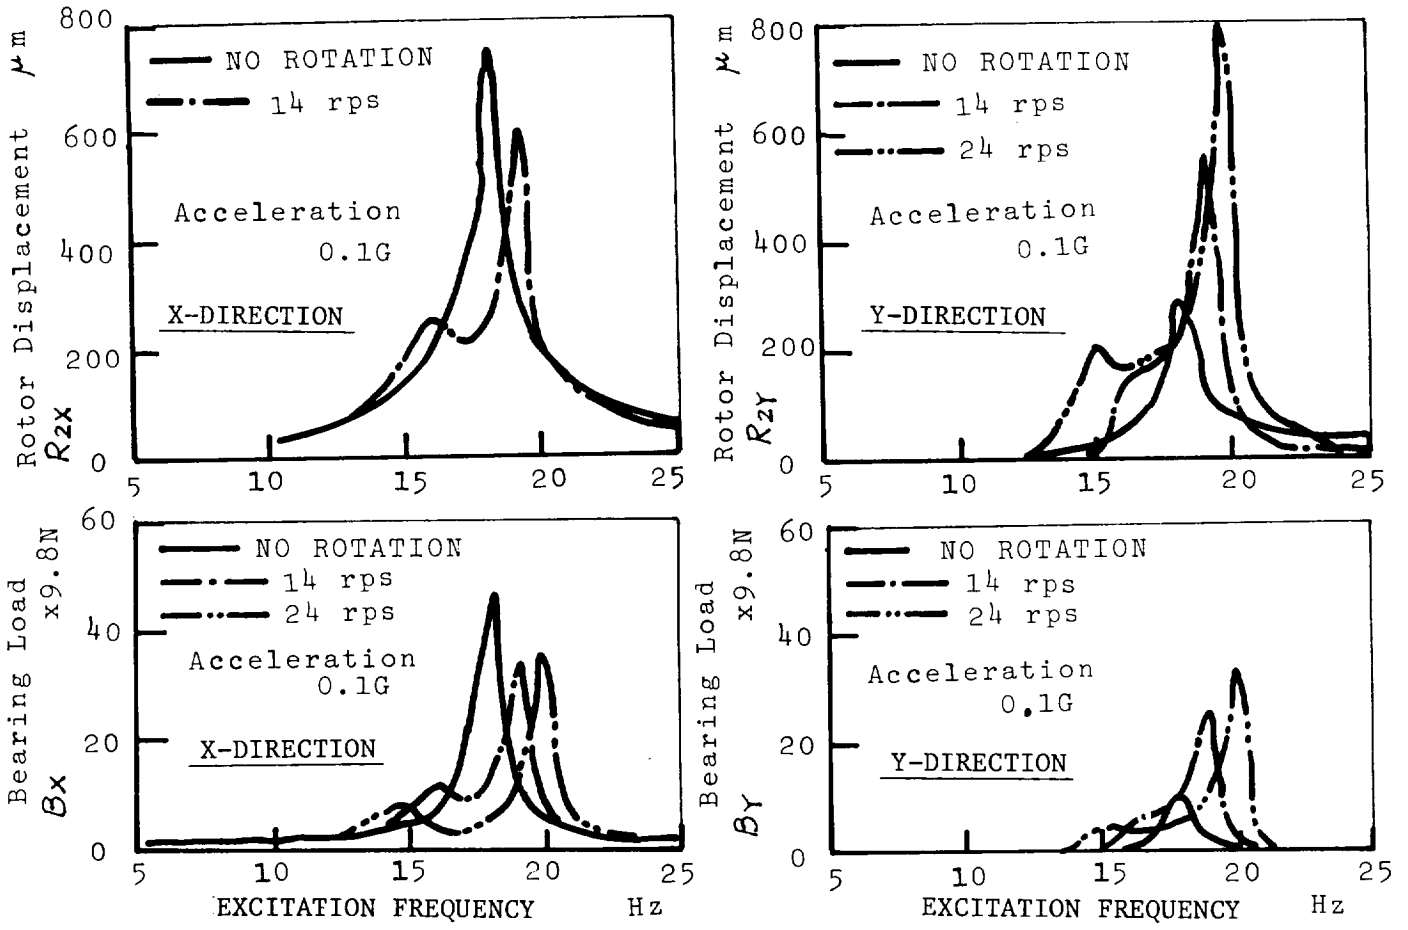 Rotor Displacement μm
R2X
800
600
400
200
0
NO ROTATION
14 rps
Acceleration
0.1G
X-DIRECTION
5 10 15 20 25
Rotor Displacement μm
R2Y
800
600
400
200
0
NO ROTATION
14 rps
24 rps
Acceleration
0.1G
Y-DIRECTION
5 10 15 20 25
Bearing Load x9.8N
BX
60
40
20
0
NO ROTATION
14 rps
24 rps
Acceleration
0.1G
X-DIRECTION
5 10 15 20 25
EXCITATION FREQUENCY Hz
Bearing Load x9.8N
BY
60
40
20
0
NO ROTATION
14 rps
24 rps
Acceleration
0.1G
Y-DIRECTION
5 10 15 20 25
EXCITATION FREQUENCY Hz